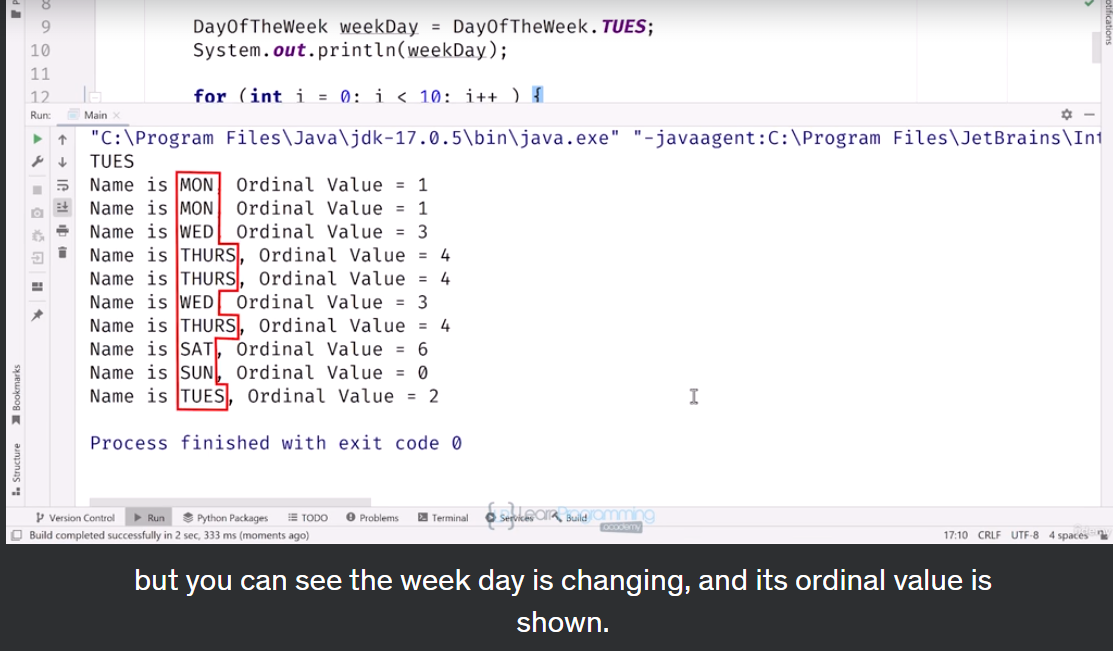 8
9 DayOfTheWeek weekDay = DayOfTheWeek.TUES;
10 System.out.println(weekDay);
11
12 for (int i = 0; i < 10; i++ ) {
Notifications
Run: Main
"C:\Program Files\Java\jdk-17.0.5\bin\java.exe" "-javaagent:C:\Program Files\JetBrains\Int
TUES
Name is MON, Ordinal Value = 1
Name is MON, Ordinal Value = 1
Name is WED, Ordinal Value = 3
Name is THURS, Ordinal Value = 4
Name is THURS, Ordinal Value = 4
Name is WED, Ordinal Value = 3
Name is THURS, Ordinal Value = 4
Name is SAT, Ordinal Value = 6
Name is SUN, Ordinal Value = 0
Name is TUES, Ordinal Value = 2
Process finished with exit code 0
Bookmarks
Structure
Version Control Run Python Packages TODO Problems Terminal Services Build
LearnProgramming
academy
Build completed successfully in 2 sec, 333 ms (moments ago) 17:10 CRLF UTF-8 4 spaces
Udemy
but you can see the week day is changing, and its ordinal value is
shown.